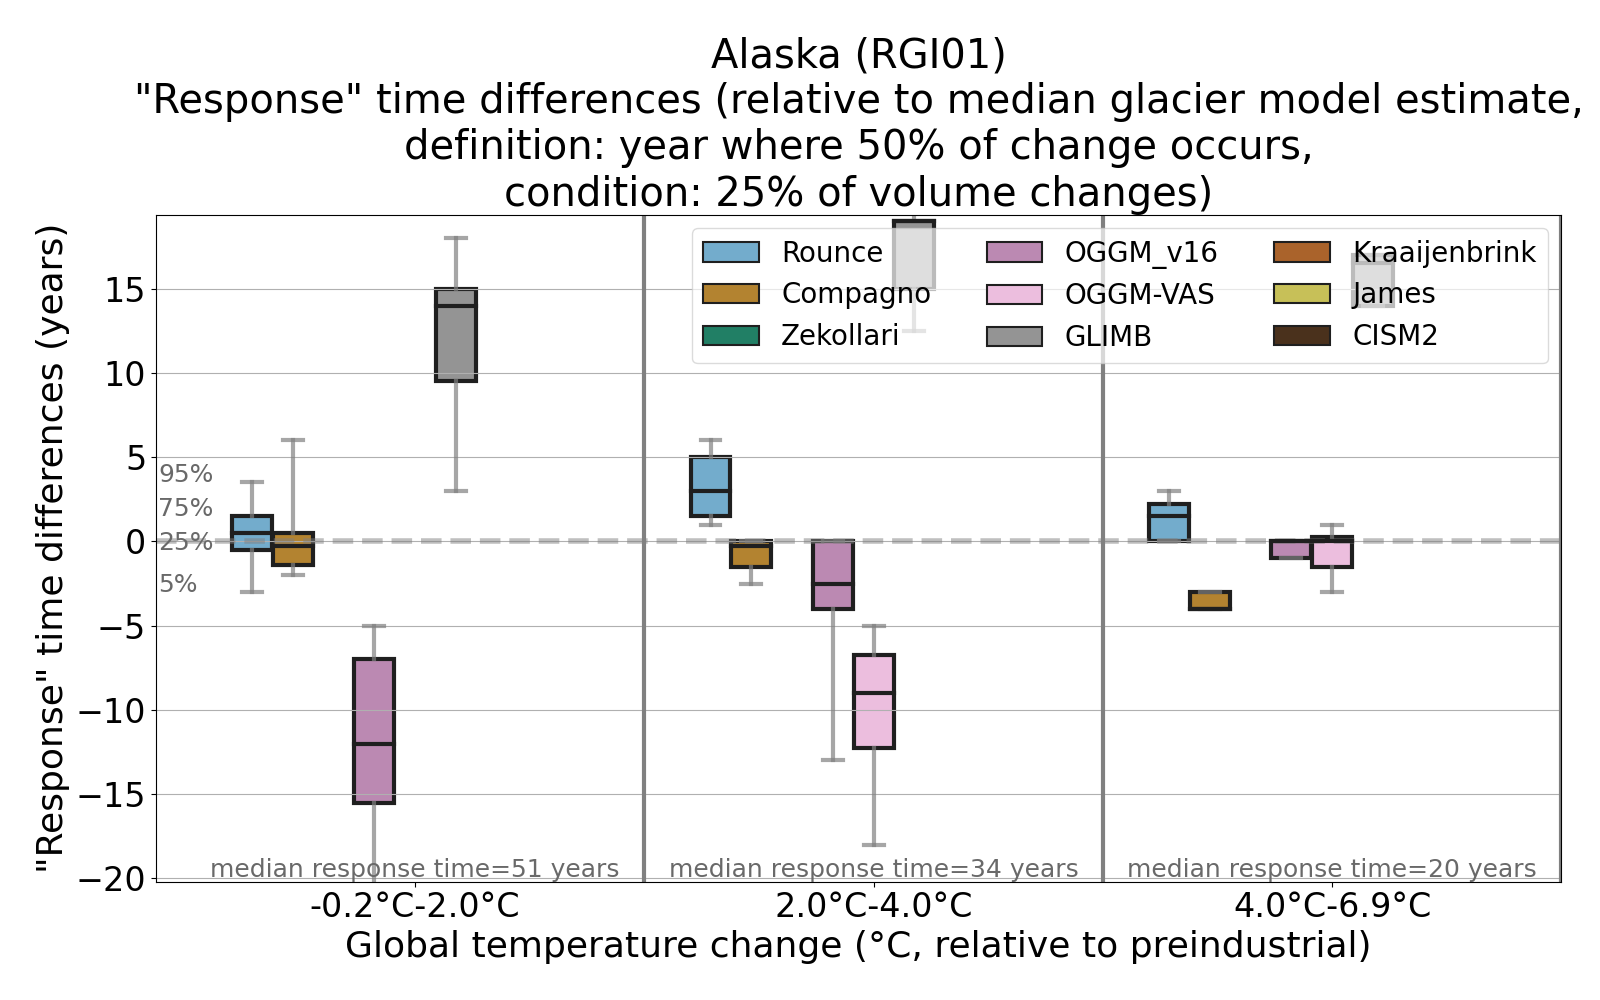 Alaska (RGI01)
"Response" time differences (relative to median glacier model estimate,
definition: year where 50% of change occurs,
condition: 25% of volume changes)
"Response" time differences (years)
15
10
5
0
−5
−10
−15
−20
95%
75%
25%
5%
Rounce
Compagno
Zekollari
OGGM_v16
OGGM-VAS
GLIMB
Kraaijenbrink
James
CISM2
median response time=51 years
median response time=34 years
median response time=20 years
-0.2°C-2.0°C
2.0°C-4.0°C
4.0°C-6.9°C
Global temperature change (°C, relative to preindustrial)